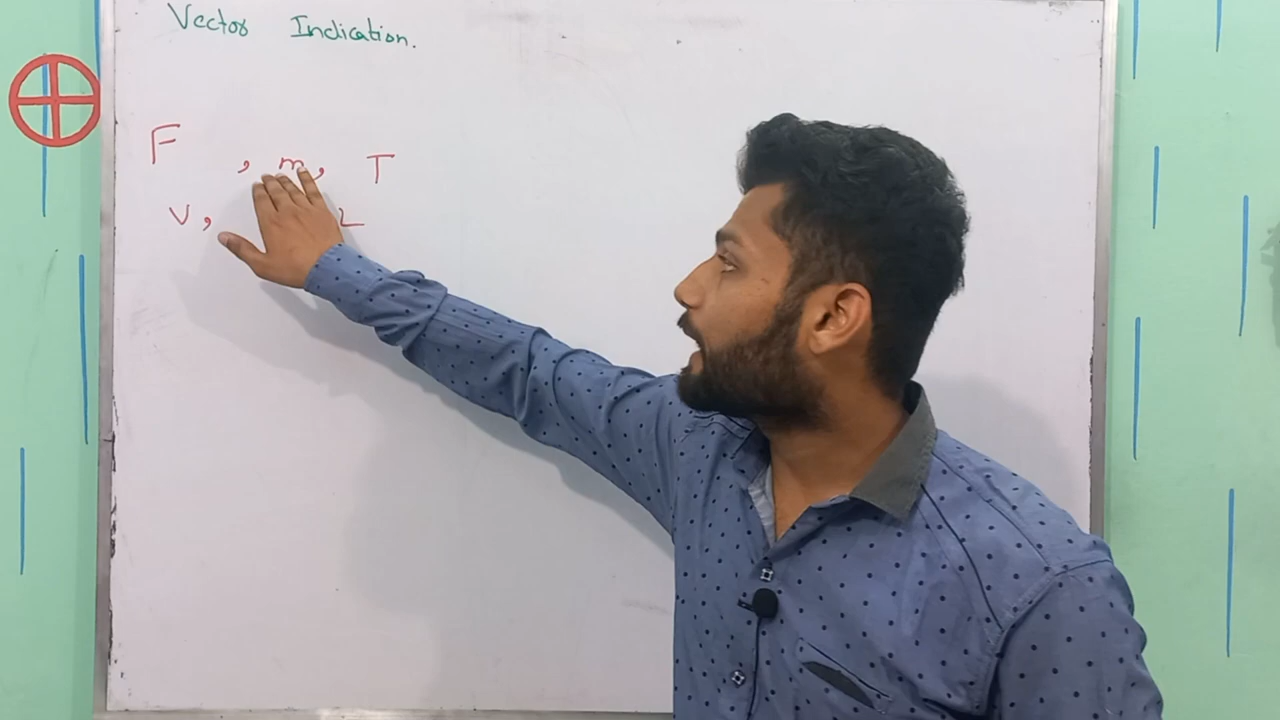 Vector Indication.
F , m, T
v, L